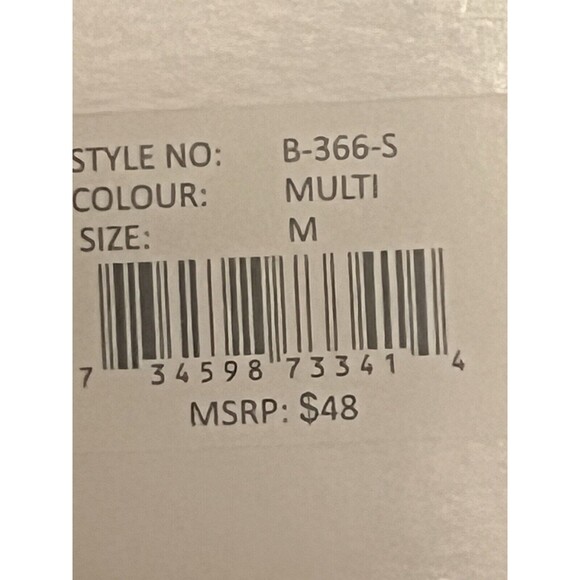 STYLE NO: B-366-S
COLOUR: MULTI
SIZE: M
7 34598 73341 4
MSRP: $48